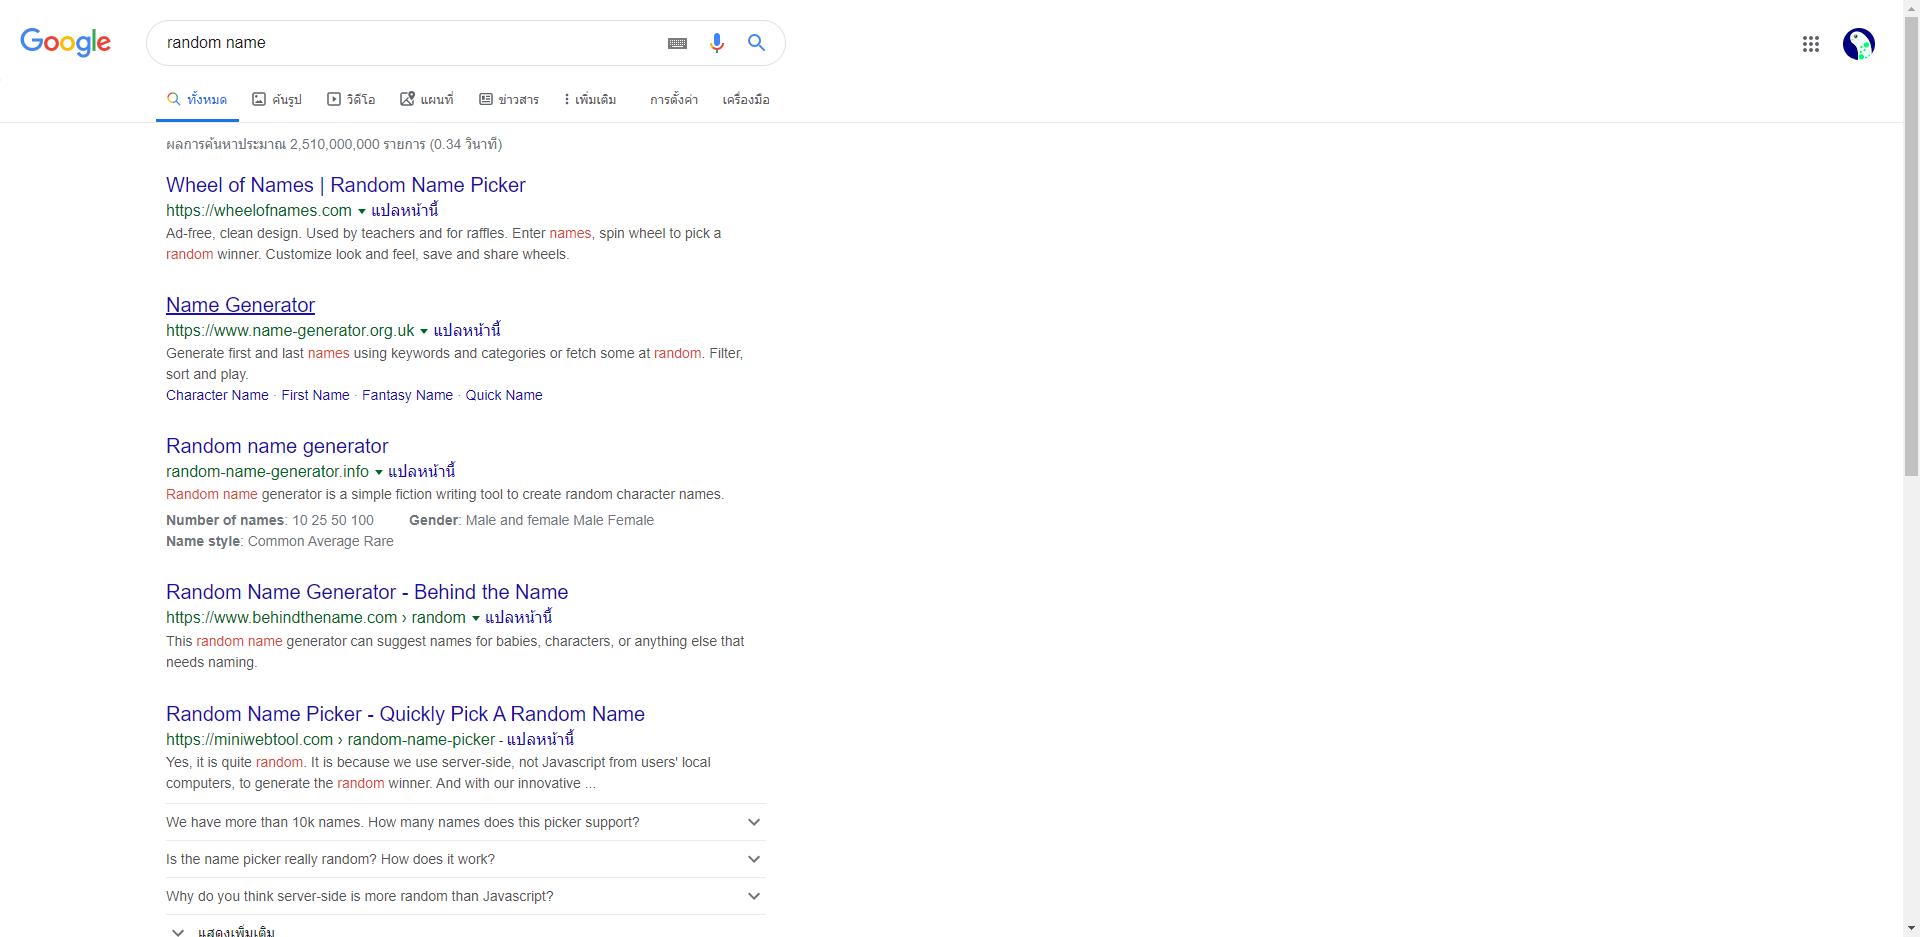 Google
random name
ทั้งหมด ค้นรูป วิดีโอ แผนที่ ข่าวสาร เพิ่มเติม การตั้งค่า เครื่องมือ
ผลการค้นหาประมาณ 2,510,000,000 รายการ (0.34 วินาที)
Wheel of Names | Random Name Picker
https://wheelofnames.com แปลหน้านี้
Ad-free, clean design. Used by teachers and for raffles. Enter names, spin wheel to pick a
random winner. Customize look and feel, save and share wheels.
Name Generator
https://www.name-generator.org.uk แปลหน้านี้
Generate first and last names using keywords and categories or fetch some at random. Filter,
sort and play.
Character Name · First Name · Fantasy Name · Quick Name
Random name generator
random-name-generator.info แปลหน้านี้
Random name generator is a simple fiction writing tool to create random character names.
Number of names: 10 25 50 100 Gender: Male and female Male Female
Name style: Common Average Rare
Random Name Generator - Behind the Name
https://www.behindthename.com › random แปลหน้านี้
This random name generator can suggest names for babies, characters, or anything else that
needs naming.
Random Name Picker - Quickly Pick A Random Name
https://miniwebtool.com › random-name-picker - แปลหน้านี้
Yes, it is quite random. It is because we use server-side, not Javascript from users' local
computers, to generate the random winner. And with our innovative ...
We have more than 10k names. How many names does this picker support?
Is the name picker really random? How does it work?
Why do you think server-side is more random than Javascript?
แสดงเพิ่มเติม